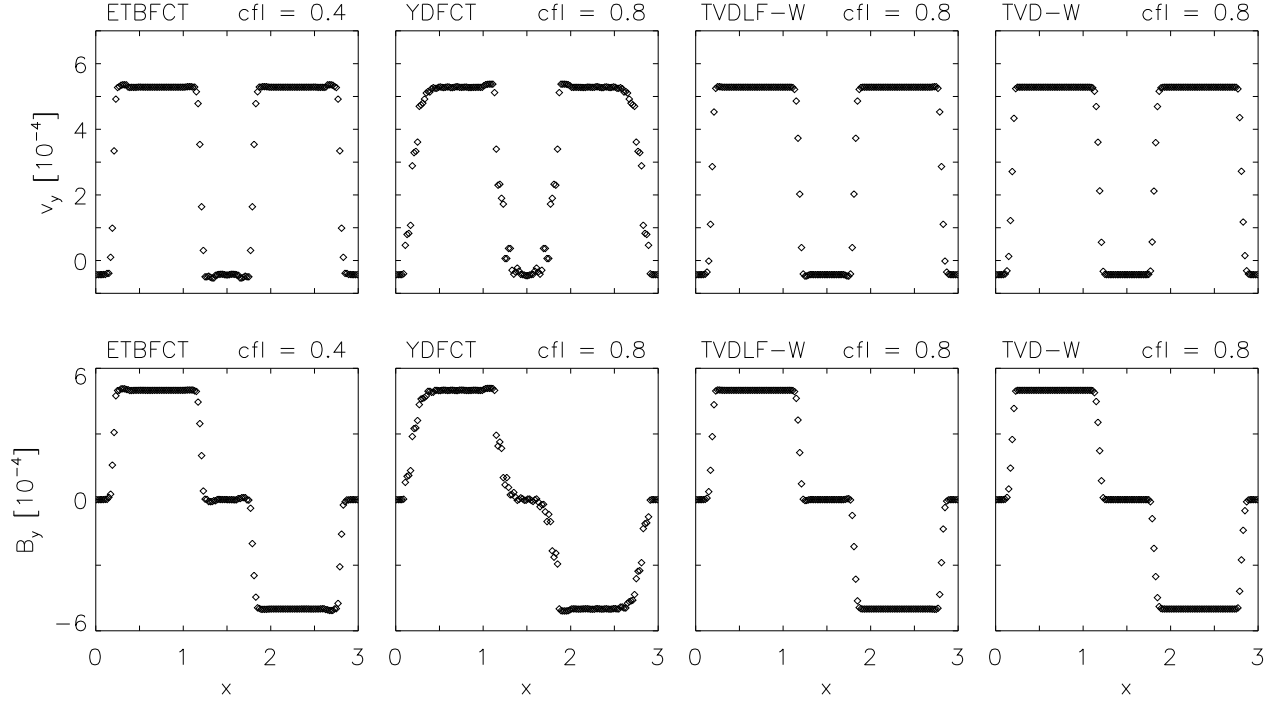 ETBFCT cfl = 0.4 YDFCT cfl = 0.8 TVDLF-W cfl = 0.8 TVD-W cfl = 0.8
6
4
2
0
v_y [10^-4]
ETBFCT cfl = 0.4 YDFCT cfl = 0.8 TVDLF-W cfl = 0.8 TVD-W cfl = 0.8
6
0
-6
B_y [10^-4]
0 1 2 3 0 1 2 3 0 1 2 3 0 1 2 3
x x x x